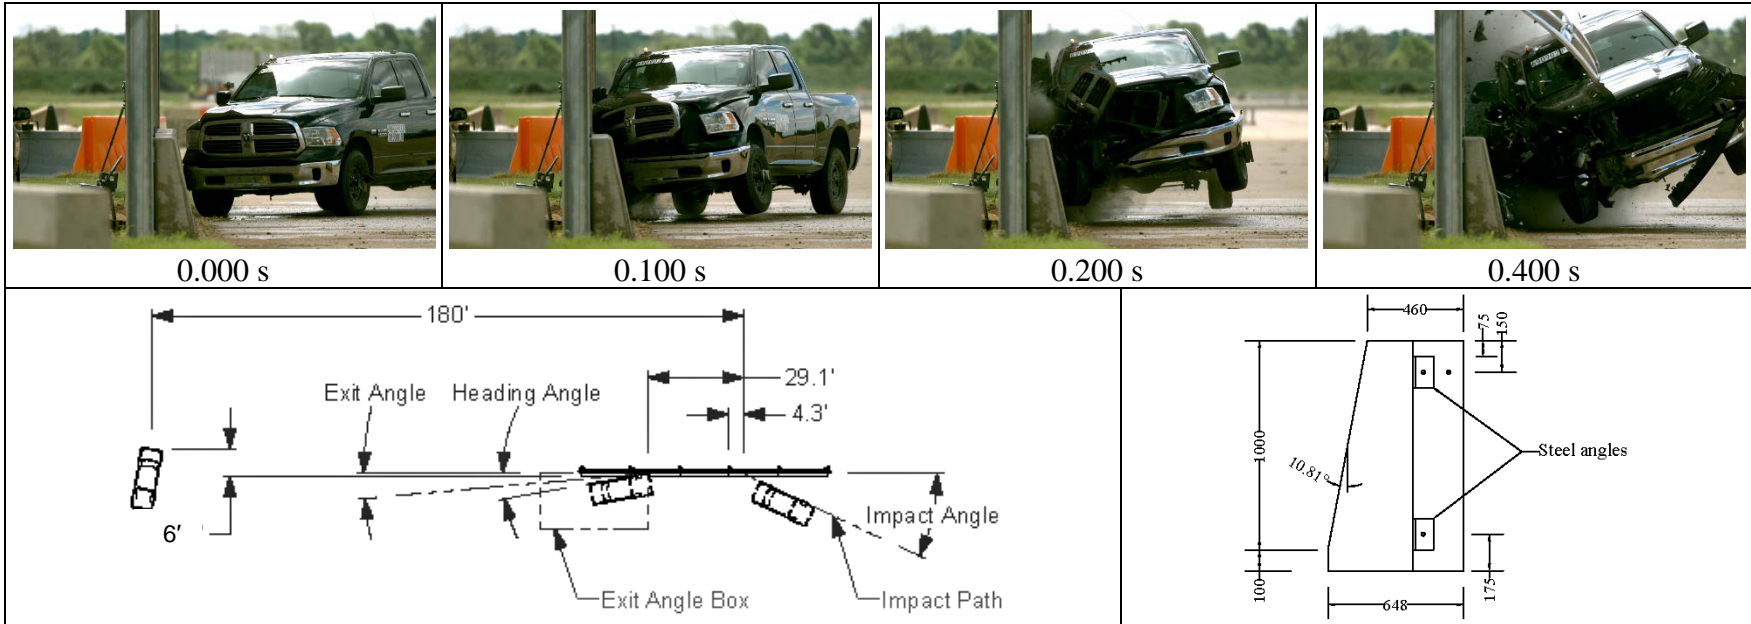 0.000 s
0.100 s
0.200 s
0.400 s
180'
29.1'
4.3'
Exit Angle
Heading Angle
Impact Angle
6'
Exit Angle Box
Impact Path
460
75
150
1000
10.81°
Steel angles
100
175
648